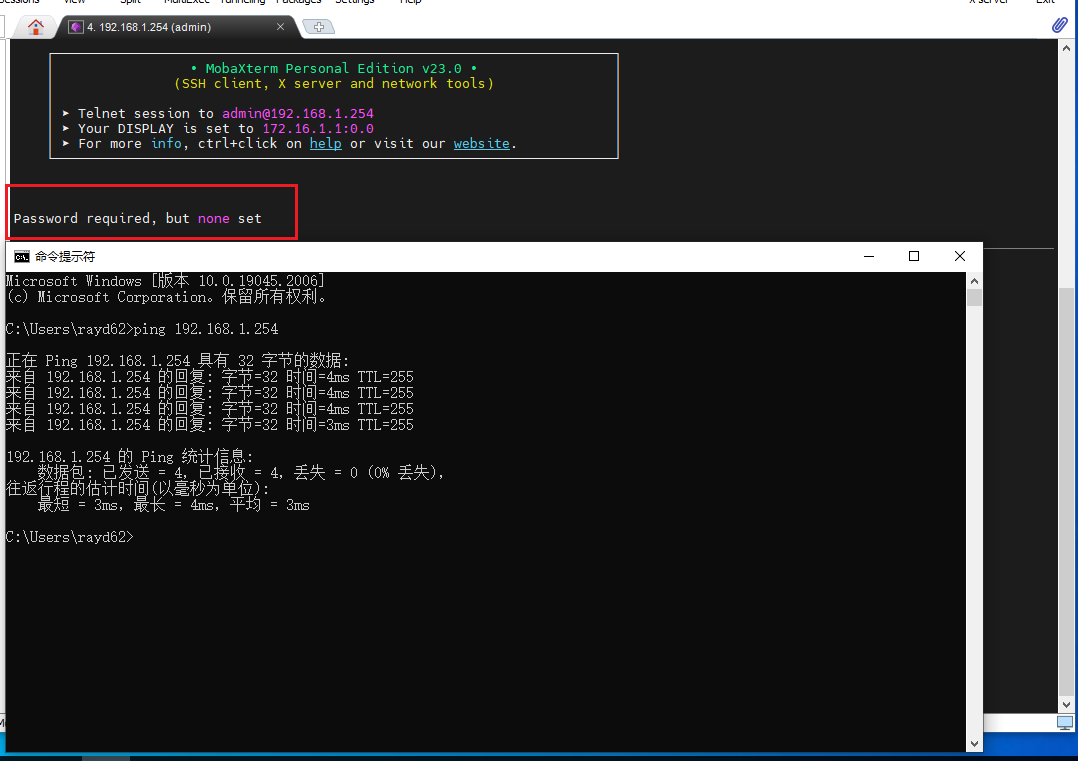 Sessions View Split MultiExec Tunneling Packages Settings Help X server Exit
4. 192.168.1.254 (admin)
• MobaXterm Personal Edition v23.0 •
(SSH client, X server and network tools)
➤ Telnet session to admin@192.168.1.254
➤ Your DISPLAY is set to 172.16.1.1:0.0
➤ For more info, ctrl+click on help or visit our website.
Password required, but none set
命令提示符
Microsoft Windows [版本 10.0.19045.2006]
(c) Microsoft Corporation。保留所有权利。
C:\Users\rayd62>ping 192.168.1.254
正在 Ping 192.168.1.254 具有 32 字节的数据:
来自 192.168.1.254 的回复: 字节=32 时间=4ms TTL=255
来自 192.168.1.254 的回复: 字节=32 时间=4ms TTL=255
来自 192.168.1.254 的回复: 字节=32 时间=4ms TTL=255
来自 192.168.1.254 的回复: 字节=32 时间=3ms TTL=255
192.168.1.254 的 Ping 统计信息:
数据包: 已发送 = 4，已接收 = 4，丢失 = 0 (0% 丢失)，
往返行程的估计时间(以毫秒为单位):
最短 = 3ms，最长 = 4ms，平均 = 3ms
C:\Users\rayd62>